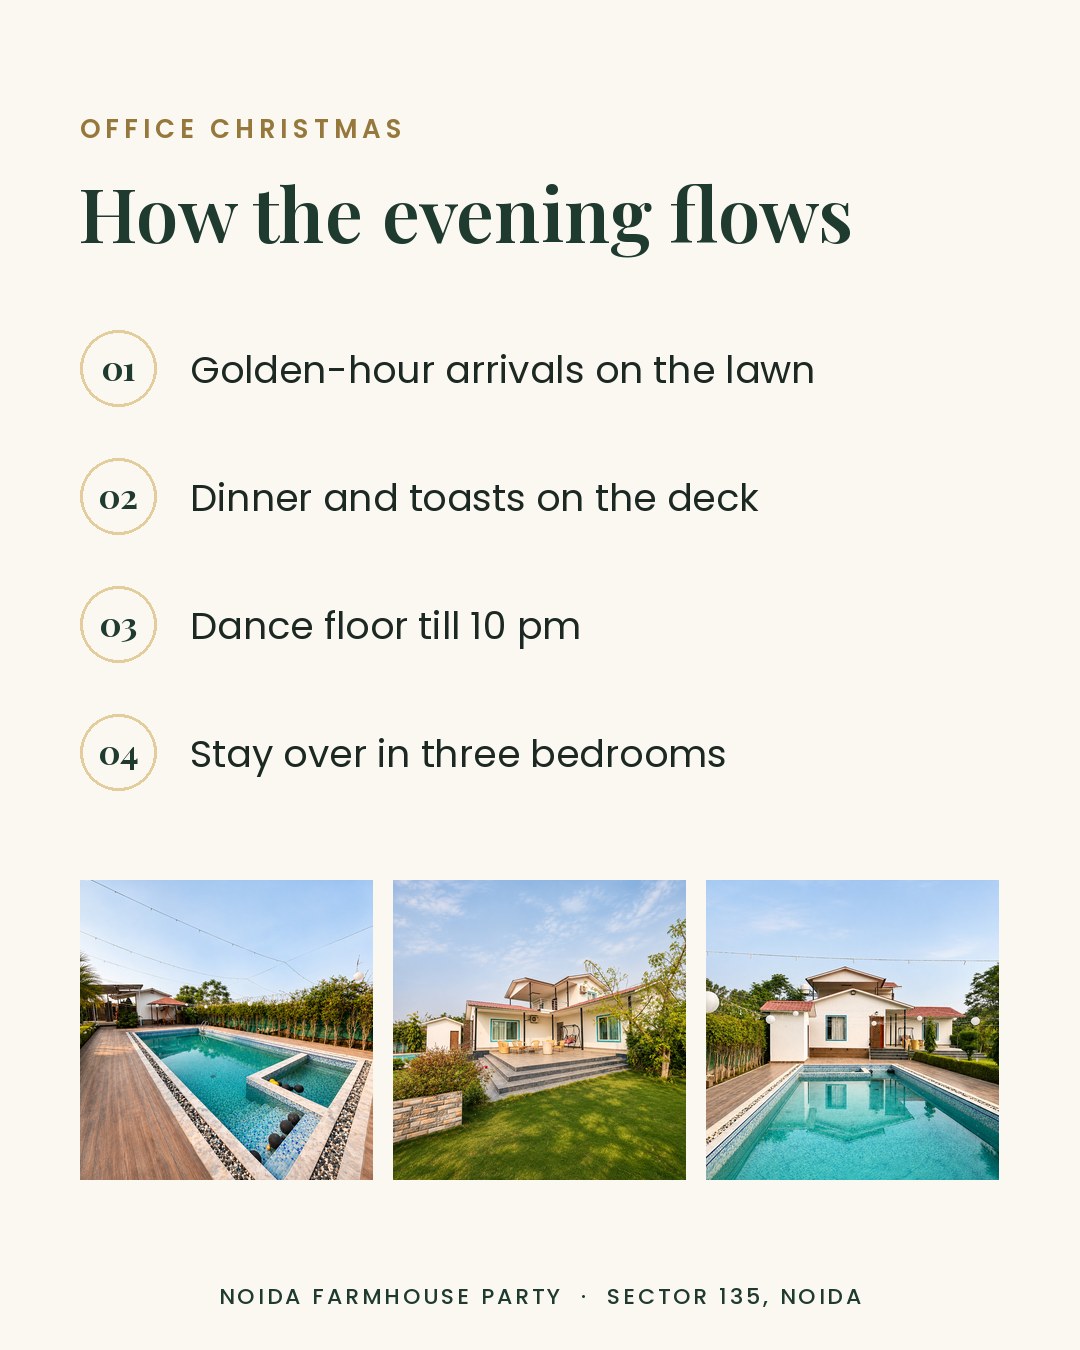 OFFICE CHRISTMAS
How the evening flows
01 Golden-hour arrivals on the lawn
02 Dinner and toasts on the deck
03 Dance floor till 10 pm
04 Stay over in three bedrooms
NOIDA FARMHOUSE PARTY · SECTOR 135, NOIDA